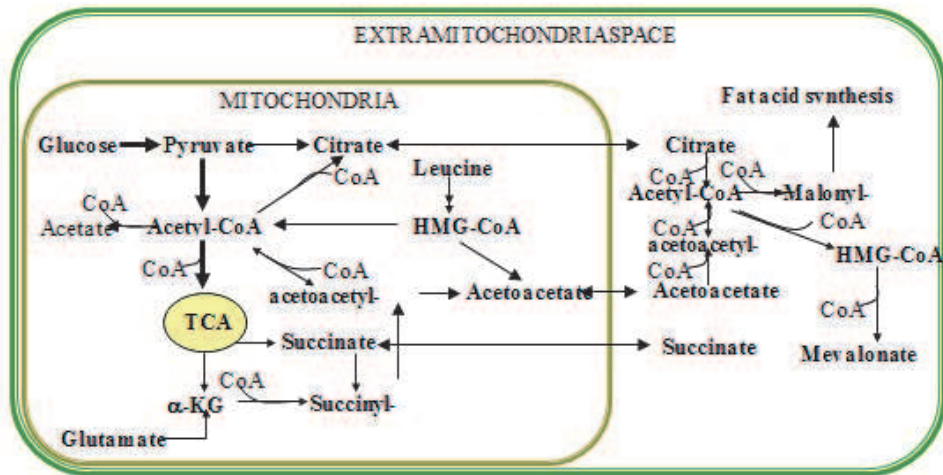 EXTRAMITOCHONDRIASPACE
MITOCHONDRIA
Fat acid synthesis
Glucose Pyruvate Citrate Citrate
CoA Leucine CoA CoA
Acetate CoA Acetyl-CoA HMG-CoA Acetyl-CoA Malonyl-
CoA CoA CoA CoA
acetoacetyl- Acetoacetate acetoacetyl- HMG-CoA
CoA Acetoacetate CoA
TCA Succinate Succinate Mevalonate
CoA
α-KG Succinyl-
Glutamate